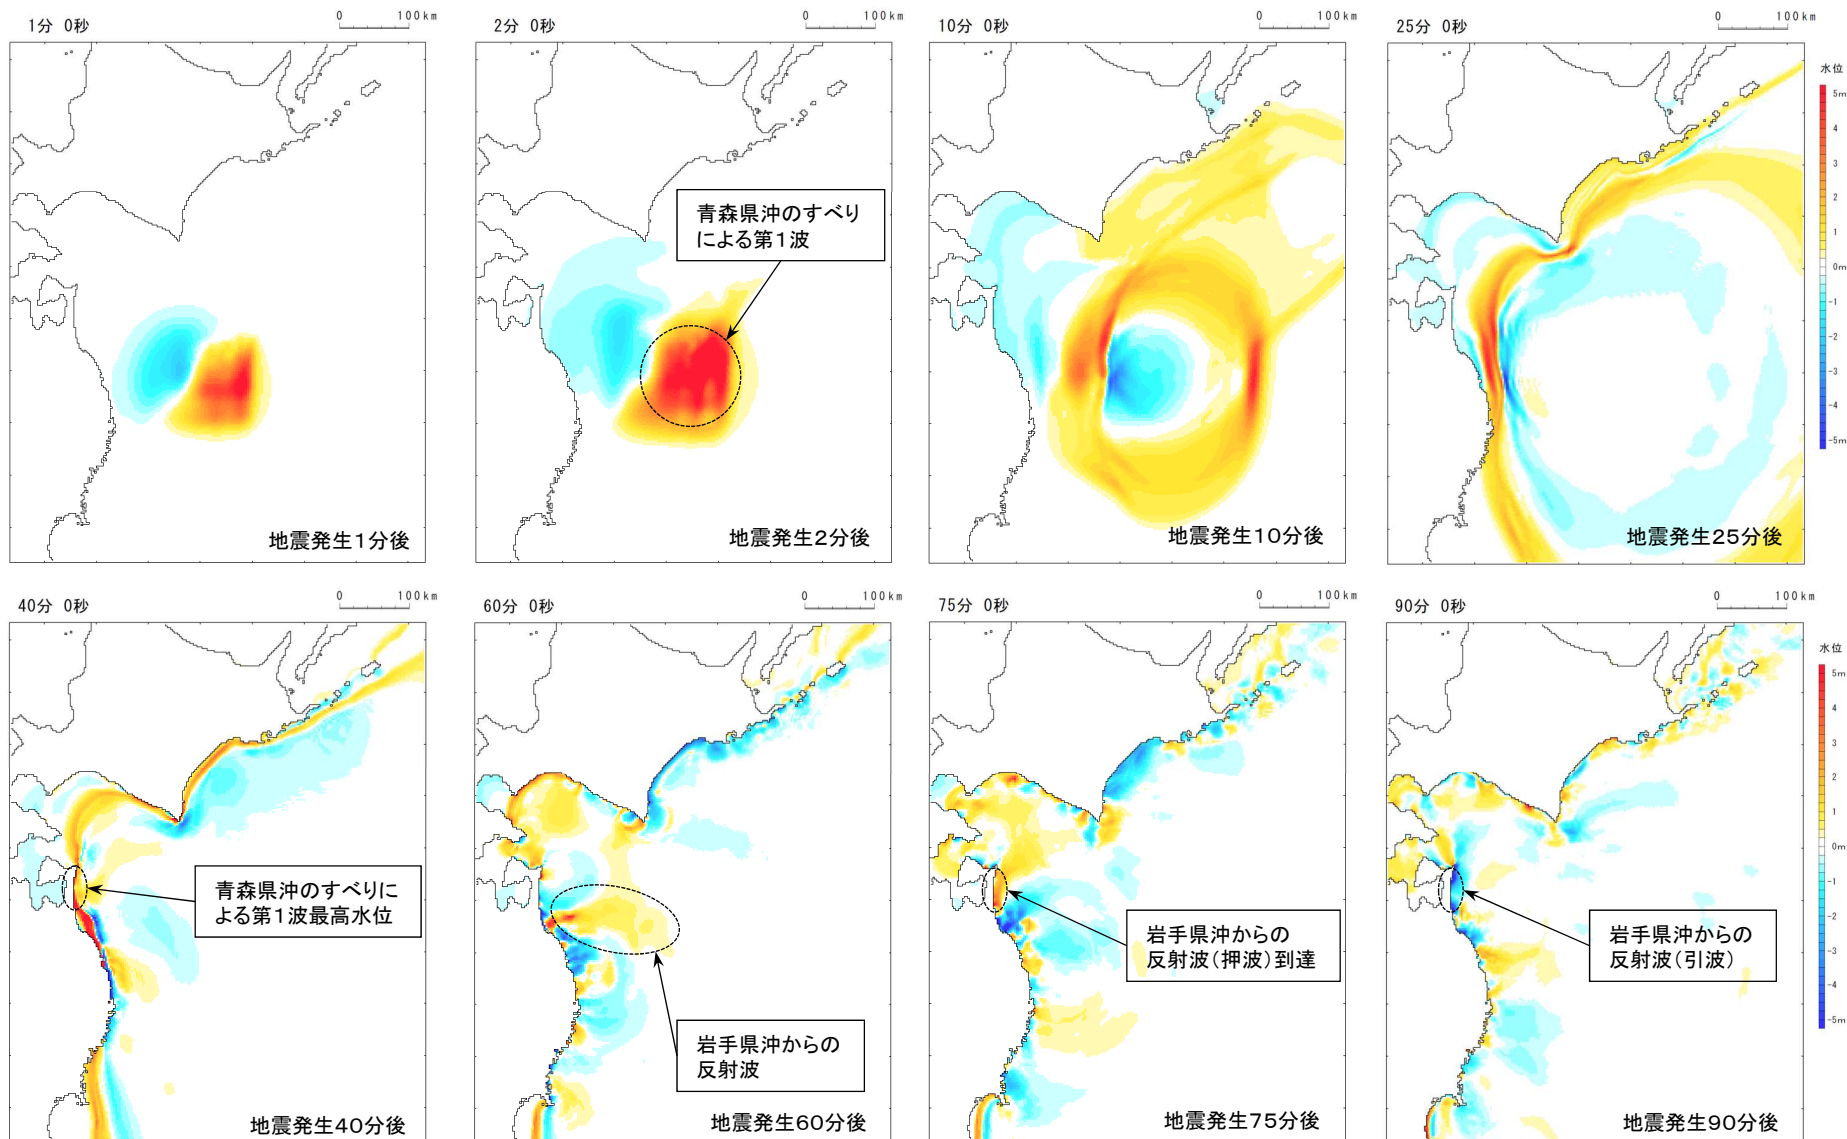 1分 0秒
0 100km
地震発生1分後
2分 0秒
0 100km
青森県沖のすべり
による第1波
地震発生2分後
10分 0秒
0 100km
地震発生10分後
25分 0秒
0 100km
地震発生25分後
水位
5m
4
3
2
1
0m
-1
-2
-3
-4
-5m
40分 0秒
0 100km
青森県沖のすべりに
よる第1波最高水位
地震発生40分後
60分 0秒
0 100km
岩手県沖からの
反射波
地震発生60分後
75分 0秒
0 100km
岩手県沖からの
反射波(押波)到達
地震発生75分後
90分 0秒
0 100km
岩手県沖からの
反射波(引波)
地震発生90分後
水位
5m
4
3
2
1
0m
-1
-2
-3
-4
-5m